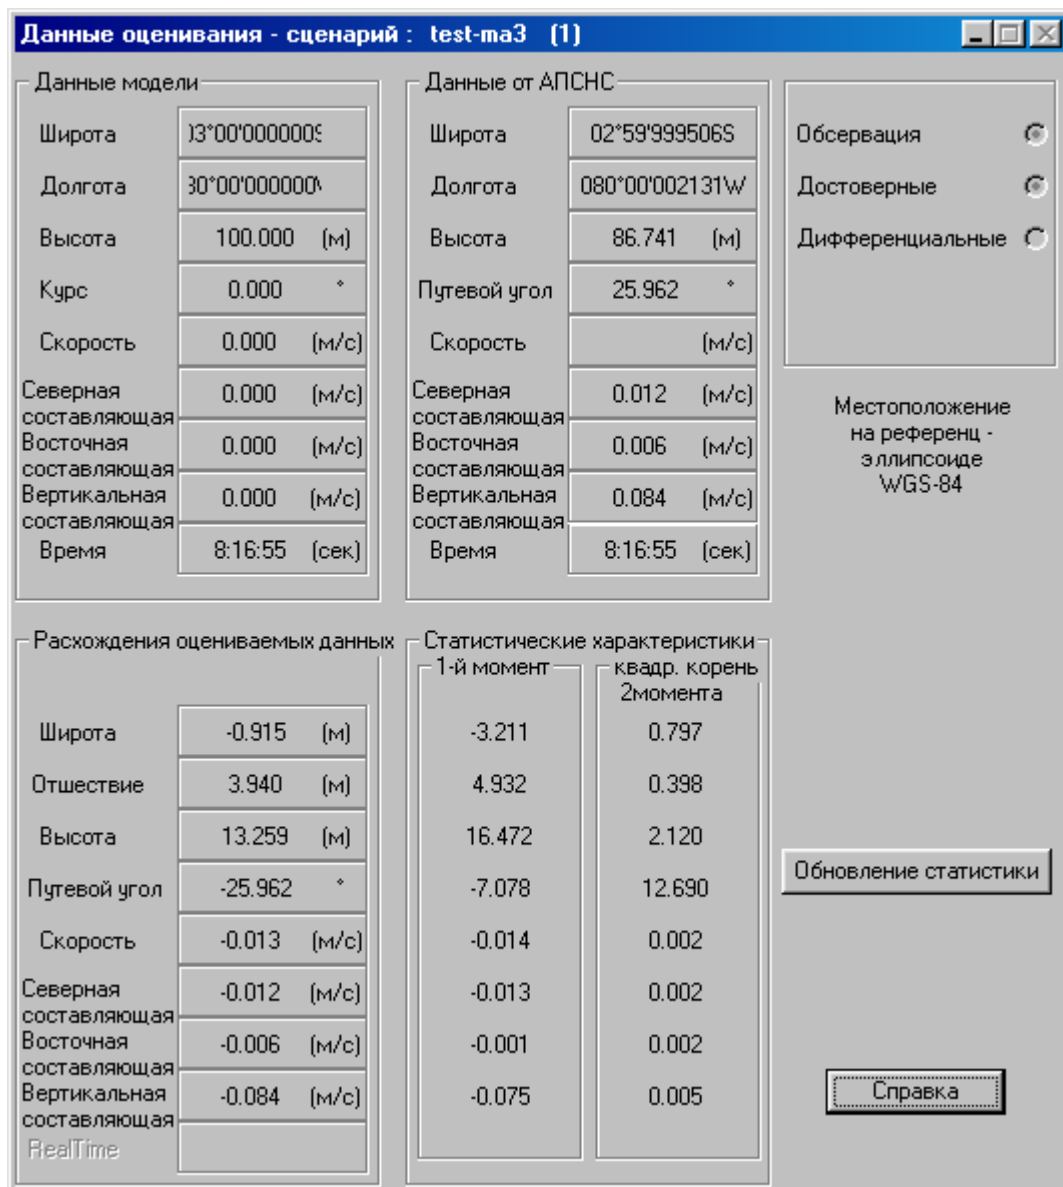 Данные оценивания - сценарий : test-ma3 (1)
Данные модели
Широта )3°00'000000S
Долгота 30°00'000000\
Высота 100.000 (м)
Курс 0.000 °
Скорость 0.000 (м/с)
Северная составляющая 0.000 (м/с)
Восточная составляющая 0.000 (м/с)
Вертикальная составляющая 0.000 (м/с)
Время 8:16:55 (сек)
Данные от АПСНС
Широта 02°59'999506S
Долгота 080°00'002131W
Высота 86.741 (м)
Путевой угол 25.962 °
Скорость (м/с)
Северная составляющая 0.012 (м/с)
Восточная составляющая 0.006 (м/с)
Вертикальная составляющая 0.084 (м/с)
Время 8:16:55 (сек)
Обсервация
Достоверные
Дифференциальные
Местоположение
на референц -
эллипсоиде
WGS-84
Расхождения оцениваемых данных
Широта -0.915 (м)
Отшествие 3.940 (м)
Высота 13.259 (м)
Путевой угол -25.962 °
Скорость -0.013 (м/с)
Северная составляющая -0.012 (м/с)
Восточная составляющая -0.006 (м/с)
Вертикальная составляющая -0.084 (м/с)
RealTime
Статистические характеристики
1-й момент
квадр. корень
2момента
-3.211 0.797
4.932 0.398
16.472 2.120
-7.078 12.690
-0.014 0.002
-0.013 0.002
-0.001 0.002
-0.075 0.005
Обновление статистики
Справка